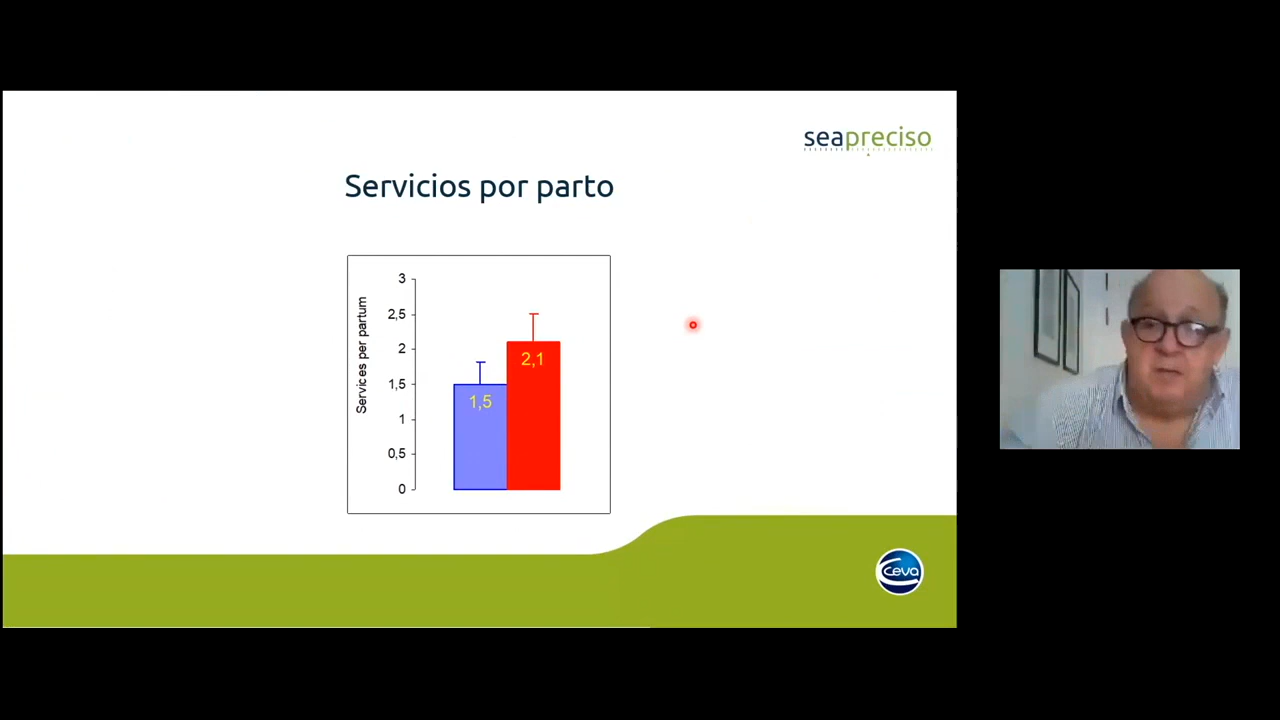 seapreciso
Servicios por parto
Services per partum
3
2,5
2
1,5
1
0,5
0
1,5
2,1
Ceva